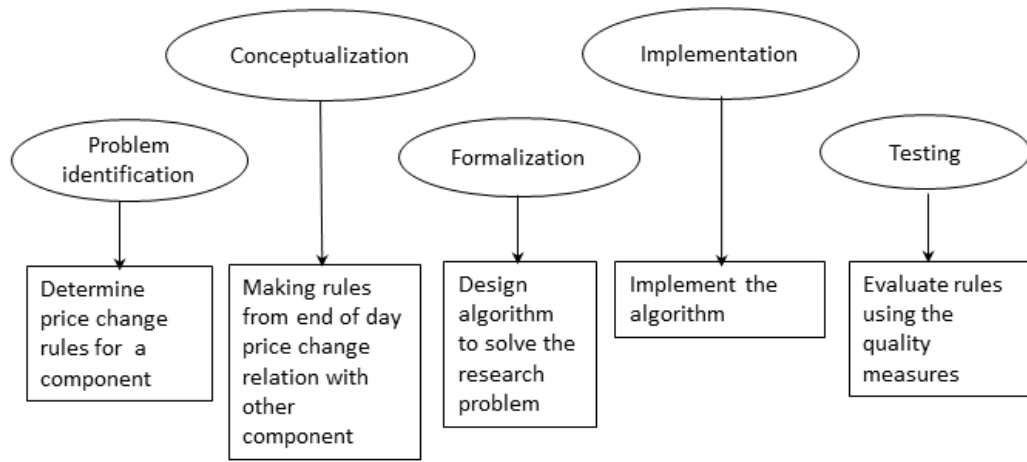 Conceptualization
Implementation
Problem
identification
Formalization
Testing
Determine
price change
rules for a
component
Making rules
from end of day
price change
relation with
other
component
Design
algorithm
to solve the
research
problem
Implement the
algorithm
Evaluate rules
using the
quality
measures